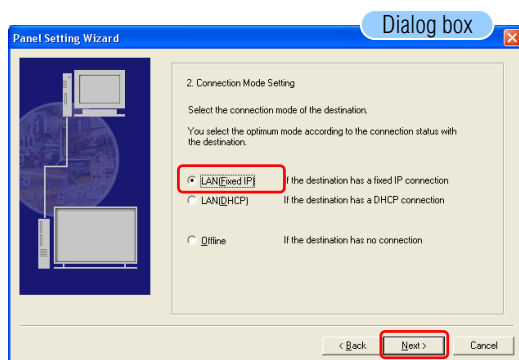 Dialog box
Panel Setting Wizard
2. Connection Mode Setting
Select the connection mode of the destination.
You select the optimum mode according to the connection status with
the destination.
LAN(Fixed IP) If the destination has a fixed IP connection
LAN(DHCP) If the destination has a DHCP connection
Offline If the destination has no connection
< Back Next > Cancel